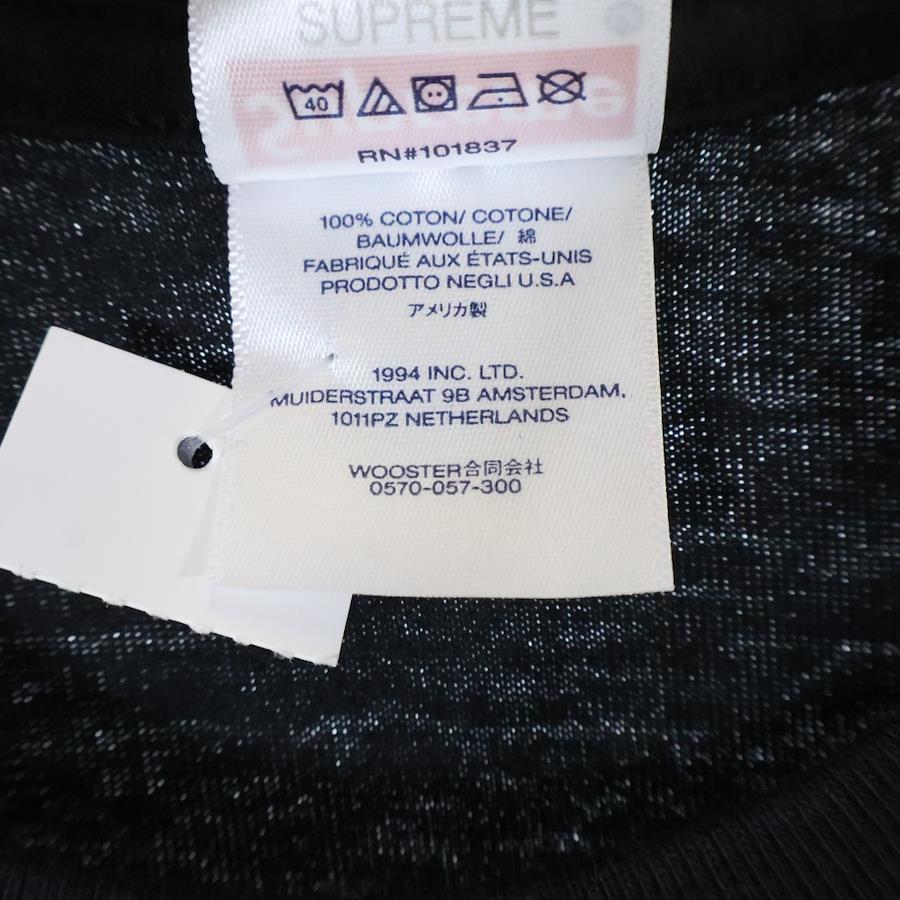 SUPREME
40
RN#101837
100% COTON/ COTONE/
BAUMWOLLE/ 綿
FABRIQUÉ AUX ÉTATS-UNIS
PRODOTTO NEGLI U.S.A
アメリカ製
1994 INC. LTD.
MUIDERSTRAAT 9B AMSTERDAM,
1011PZ NETHERLANDS
WOOSTER合同会社
0570-057-300